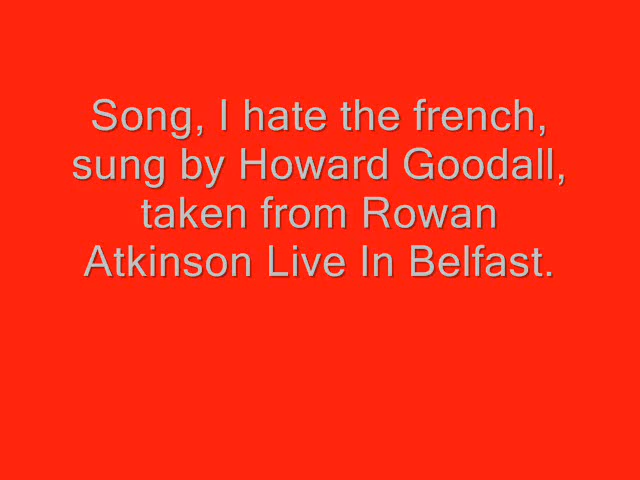 Song, I hate the french,
sung by Howard Goodall,
taken from Rowan
Atkinson Live In Belfast.